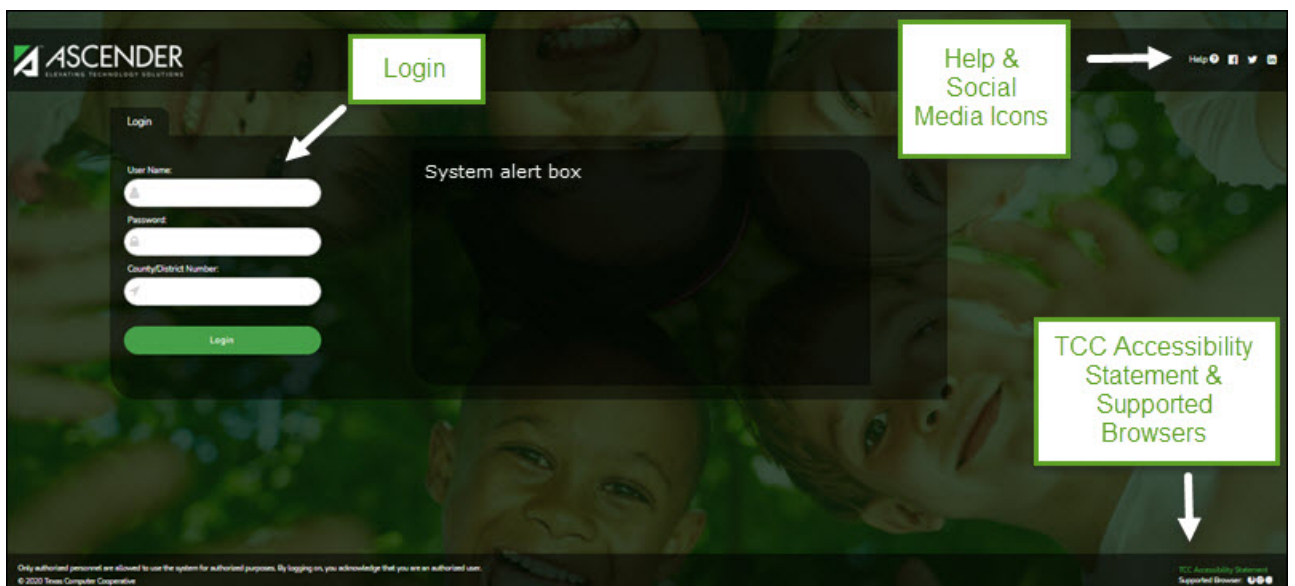 ASCENDER
ELEVATING TECHNOLOGY SOLUTIONS
Login
Help &
Social
Media Icons
Help
Login
User Name:
System alert box
Password:
County/District Number:
Login
TCC Accessibility
Statement &
Supported
Browsers
Only authorized personnel are allowed to use the system for authorized purposes. By logging on, you acknowledge that you are an authorized user.
© 2020 Texas Computer Cooperative
TCC Accessibility Statement
Supported Browser: